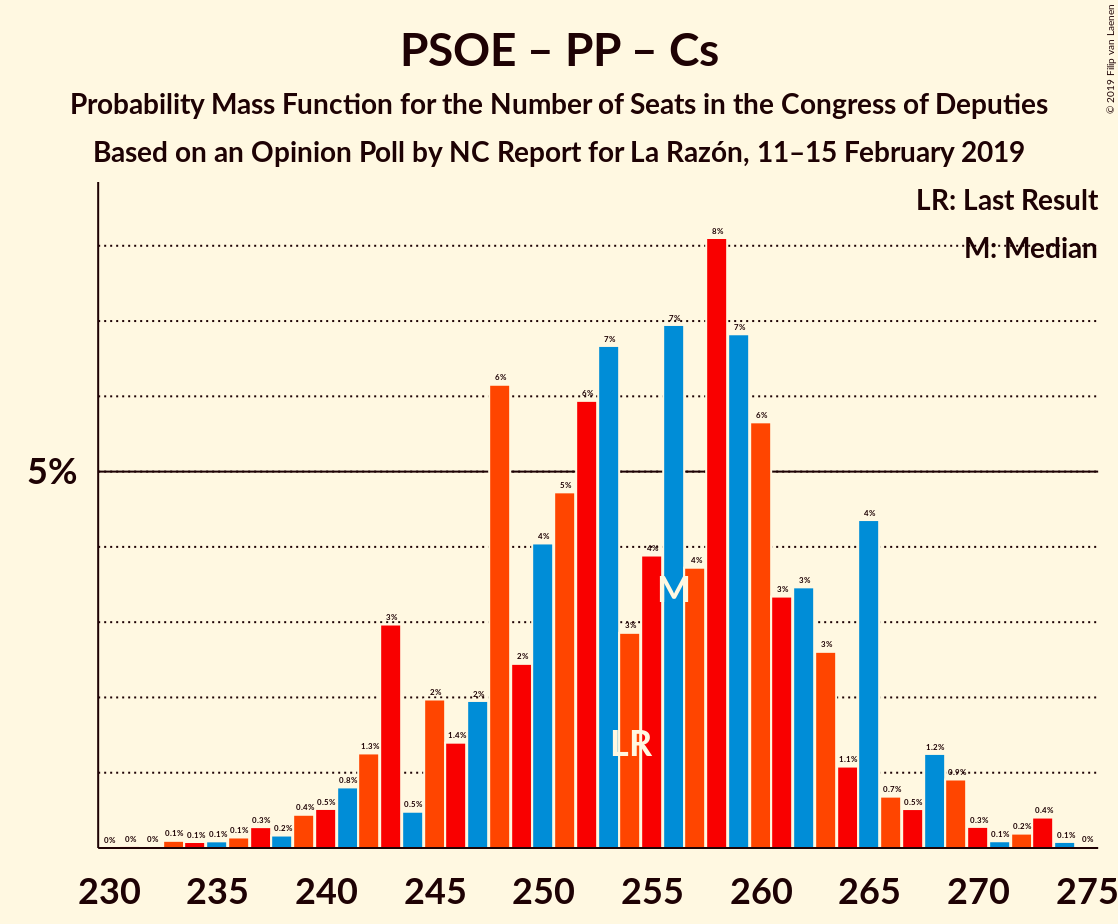 PSOE – PP – Cs
Probability Mass Function for the Number of Seats in the Congress of Deputies
Based on an Opinion Poll by NC Report for La Razón, 11–15 February 2019
© 2019 Filip van Laenen
LR: Last Result
M: Median
5%
0% 0% 0% 0.1% 0.1% 0.1% 0.1% 0.3% 0.2% 0.4% 0.5% 0.8% 1.3% 3% 0.5% 2% 1.4% 2% 6% 2% 4% 5% 6% 7% 3% 4% 7% 4% 8% 7% 6% 3% 3% 3% 1.1% 4% 0.7% 0.5% 1.2% 0.9% 0.3% 0.1% 0.2% 0.4% 0.1% 0%
M
LR
230 235 240 245 250 255 260 265 270 275